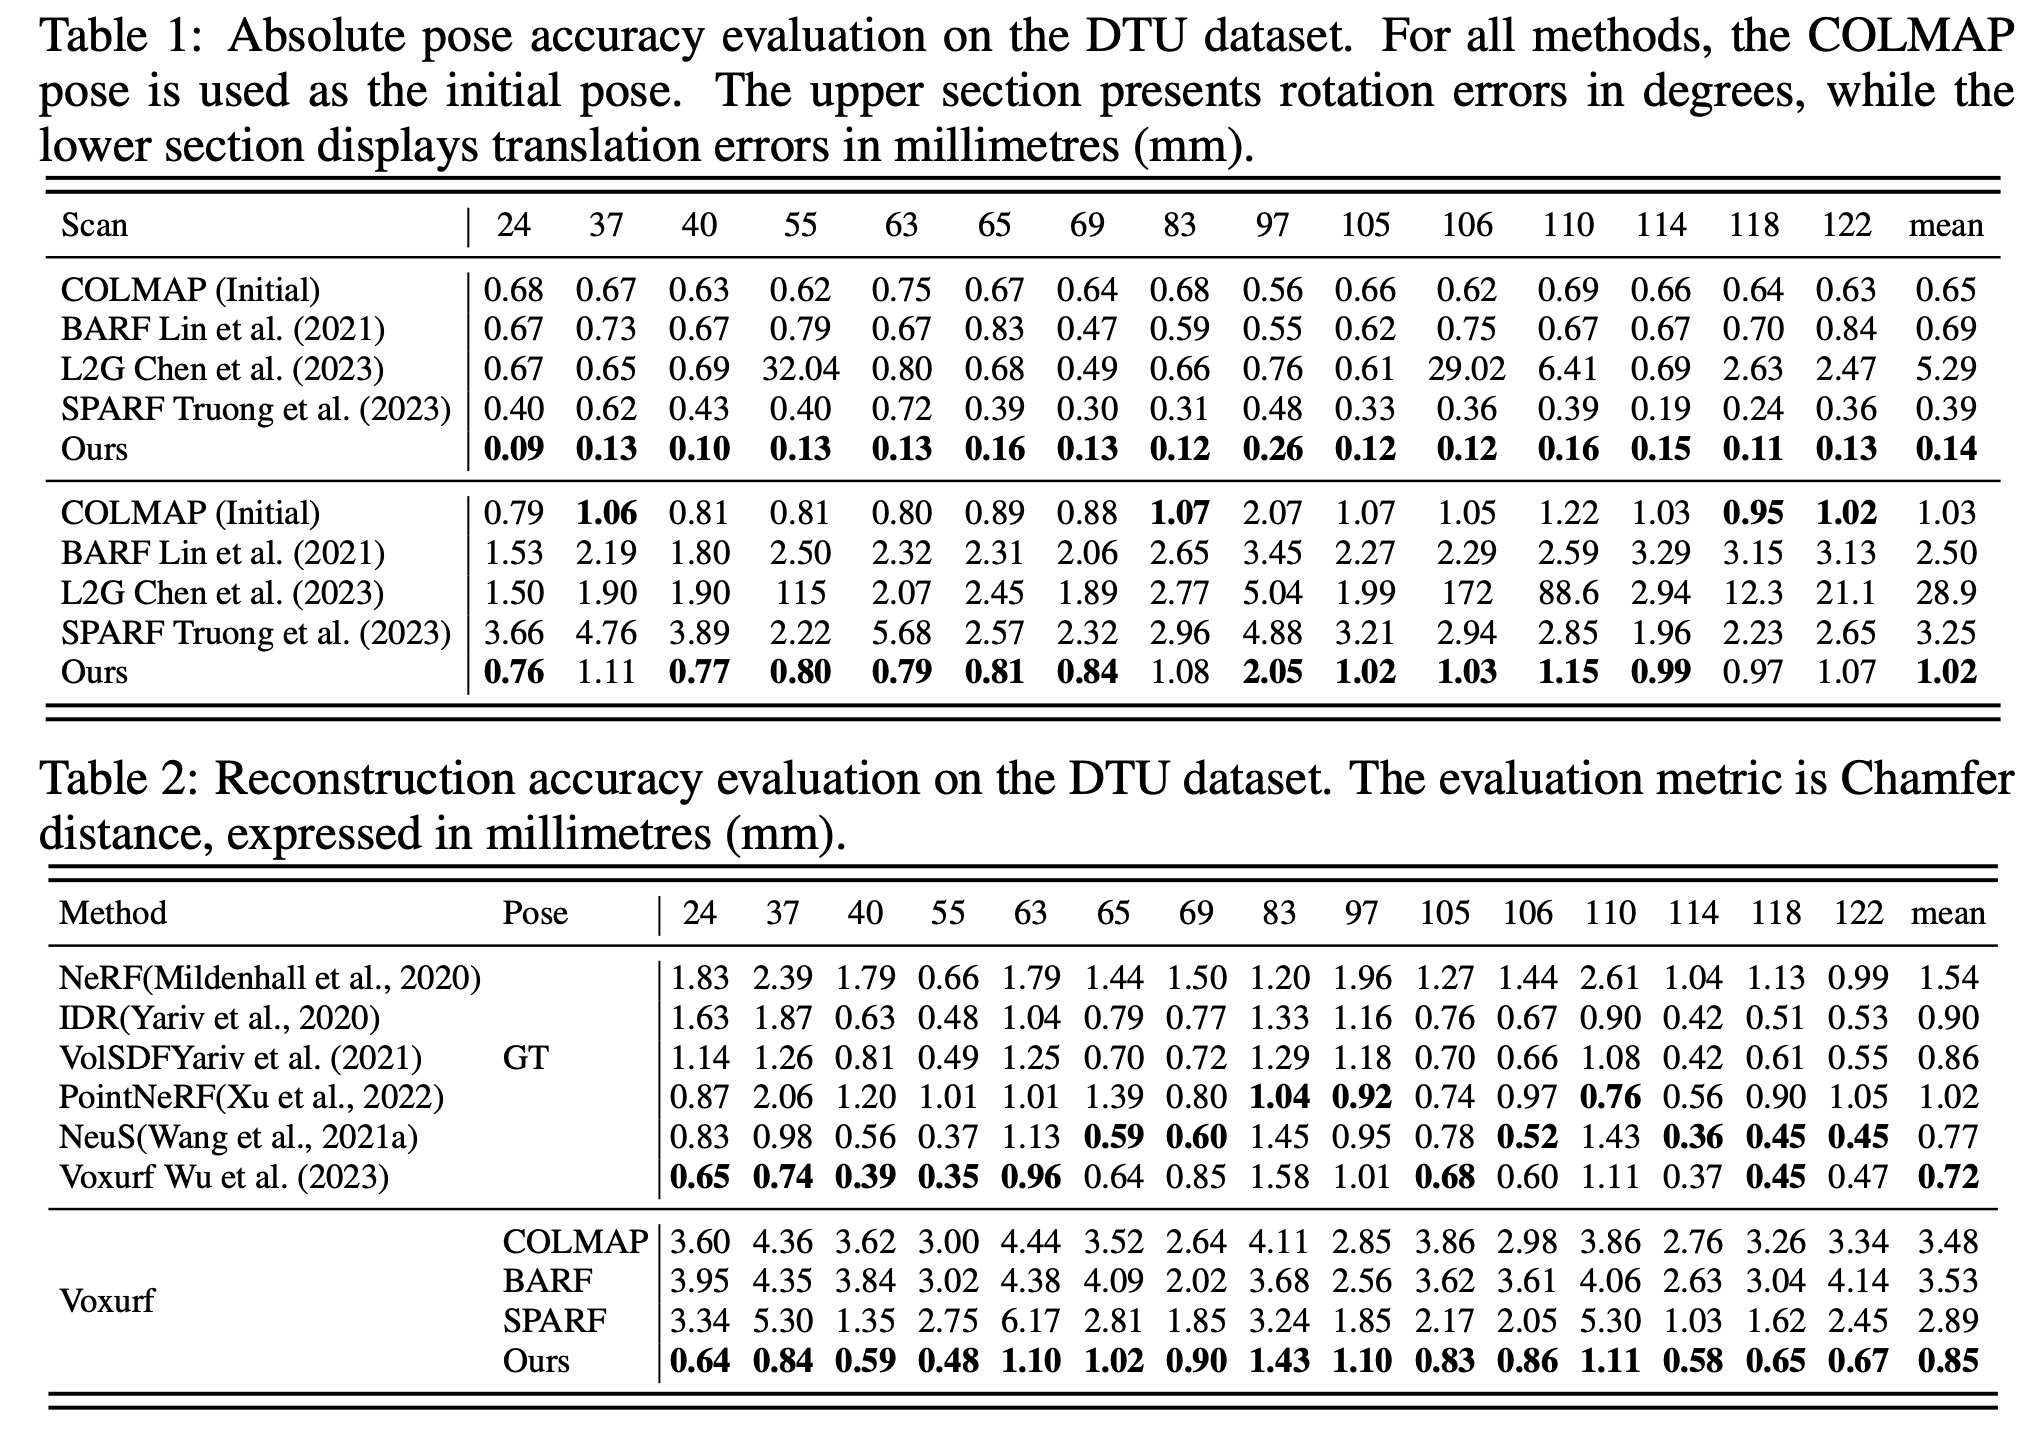 Table 1: Absolute pose accuracy evaluation on the DTU dataset. For all methods, the COLMAP
pose is used as the initial pose. The upper section presents rotation errors in degrees, while the
lower section displays translation errors in millimetres (mm).
Scan 24 37 40 55 63 65 69 83 97 105 106 110 114 118 122 mean
COLMAP (Initial) 0.68 0.67 0.63 0.62 0.75 0.67 0.64 0.68 0.56 0.66 0.62 0.69 0.66 0.64 0.63 0.65
BARF Lin et al. (2021) 0.67 0.73 0.67 0.79 0.67 0.83 0.47 0.59 0.55 0.62 0.75 0.67 0.67 0.70 0.84 0.69
L2G Chen et al. (2023) 0.67 0.65 0.69 32.04 0.80 0.68 0.49 0.66 0.76 0.61 29.02 6.41 0.69 2.63 2.47 5.29
SPARF Truong et al. (2023) 0.40 0.62 0.43 0.40 0.72 0.39 0.30 0.31 0.48 0.33 0.36 0.39 0.19 0.24 0.36 0.39
Ours 0.09 0.13 0.10 0.13 0.13 0.16 0.13 0.12 0.26 0.12 0.12 0.16 0.15 0.11 0.13 0.14
COLMAP (Initial) 0.79 1.06 0.81 0.81 0.80 0.89 0.88 1.07 2.07 1.07 1.05 1.22 1.03 0.95 1.02 1.03
BARF Lin et al. (2021) 1.53 2.19 1.80 2.50 2.32 2.31 2.06 2.65 3.45 2.27 2.29 2.59 3.29 3.15 3.13 2.50
L2G Chen et al. (2023) 1.50 1.90 1.90 115 2.07 2.45 1.89 2.77 5.04 1.99 172 88.6 2.94 12.3 21.1 28.9
SPARF Truong et al. (2023) 3.66 4.76 3.89 2.22 5.68 2.57 2.32 2.96 4.88 3.21 2.94 2.85 1.96 2.23 2.65 3.25
Ours 0.76 1.11 0.77 0.80 0.79 0.81 0.84 1.08 2.05 1.02 1.03 1.15 0.99 0.97 1.07 1.02
Table 2: Reconstruction accuracy evaluation on the DTU dataset. The evaluation metric is Chamfer
distance, expressed in millimetres (mm).
Method Pose 24 37 40 55 63 65 69 83 97 105 106 110 114 118 122 mean
NeRF(Mildenhall et al., 2020) 1.83 2.39 1.79 0.66 1.79 1.44 1.50 1.20 1.96 1.27 1.44 2.61 1.04 1.13 0.99 1.54
IDR(Yariv et al., 2020) 1.63 1.87 0.63 0.48 1.04 0.79 0.77 1.33 1.16 0.76 0.67 0.90 0.42 0.51 0.53 0.90
VolSDFYariv et al. (2021) GT 1.14 1.26 0.81 0.49 1.25 0.70 0.72 1.29 1.18 0.70 0.66 1.08 0.42 0.61 0.55 0.86
PointNeRF(Xu et al., 2022) 0.87 2.06 1.20 1.01 1.01 1.39 0.80 1.04 0.92 0.74 0.97 0.76 0.56 0.90 1.05 1.02
NeuS(Wang et al., 2021a) 0.83 0.98 0.56 0.37 1.13 0.59 0.60 1.45 0.95 0.78 0.52 1.43 0.36 0.45 0.45 0.77
Voxurf Wu et al. (2023) 0.65 0.74 0.39 0.35 0.96 0.64 0.85 1.58 1.01 0.68 0.60 1.11 0.37 0.45 0.47 0.72
COLMAP 3.60 4.36 3.62 3.00 4.44 3.52 2.64 4.11 2.85 3.86 2.98 3.86 2.76 3.26 3.34 3.48
BARF 3.95 4.35 3.84 3.02 4.38 4.09 2.02 3.68 2.56 3.62 3.61 4.06 2.63 3.04 4.14 3.53
Voxurf
SPARF 3.34 5.30 1.35 2.75 6.17 2.81 1.85 3.24 1.85 2.17 2.05 5.30 1.03 1.62 2.45 2.89
Ours 0.64 0.84 0.59 0.48 1.10 1.02 0.90 1.43 1.10 0.83 0.86 1.11 0.58 0.65 0.67 0.85